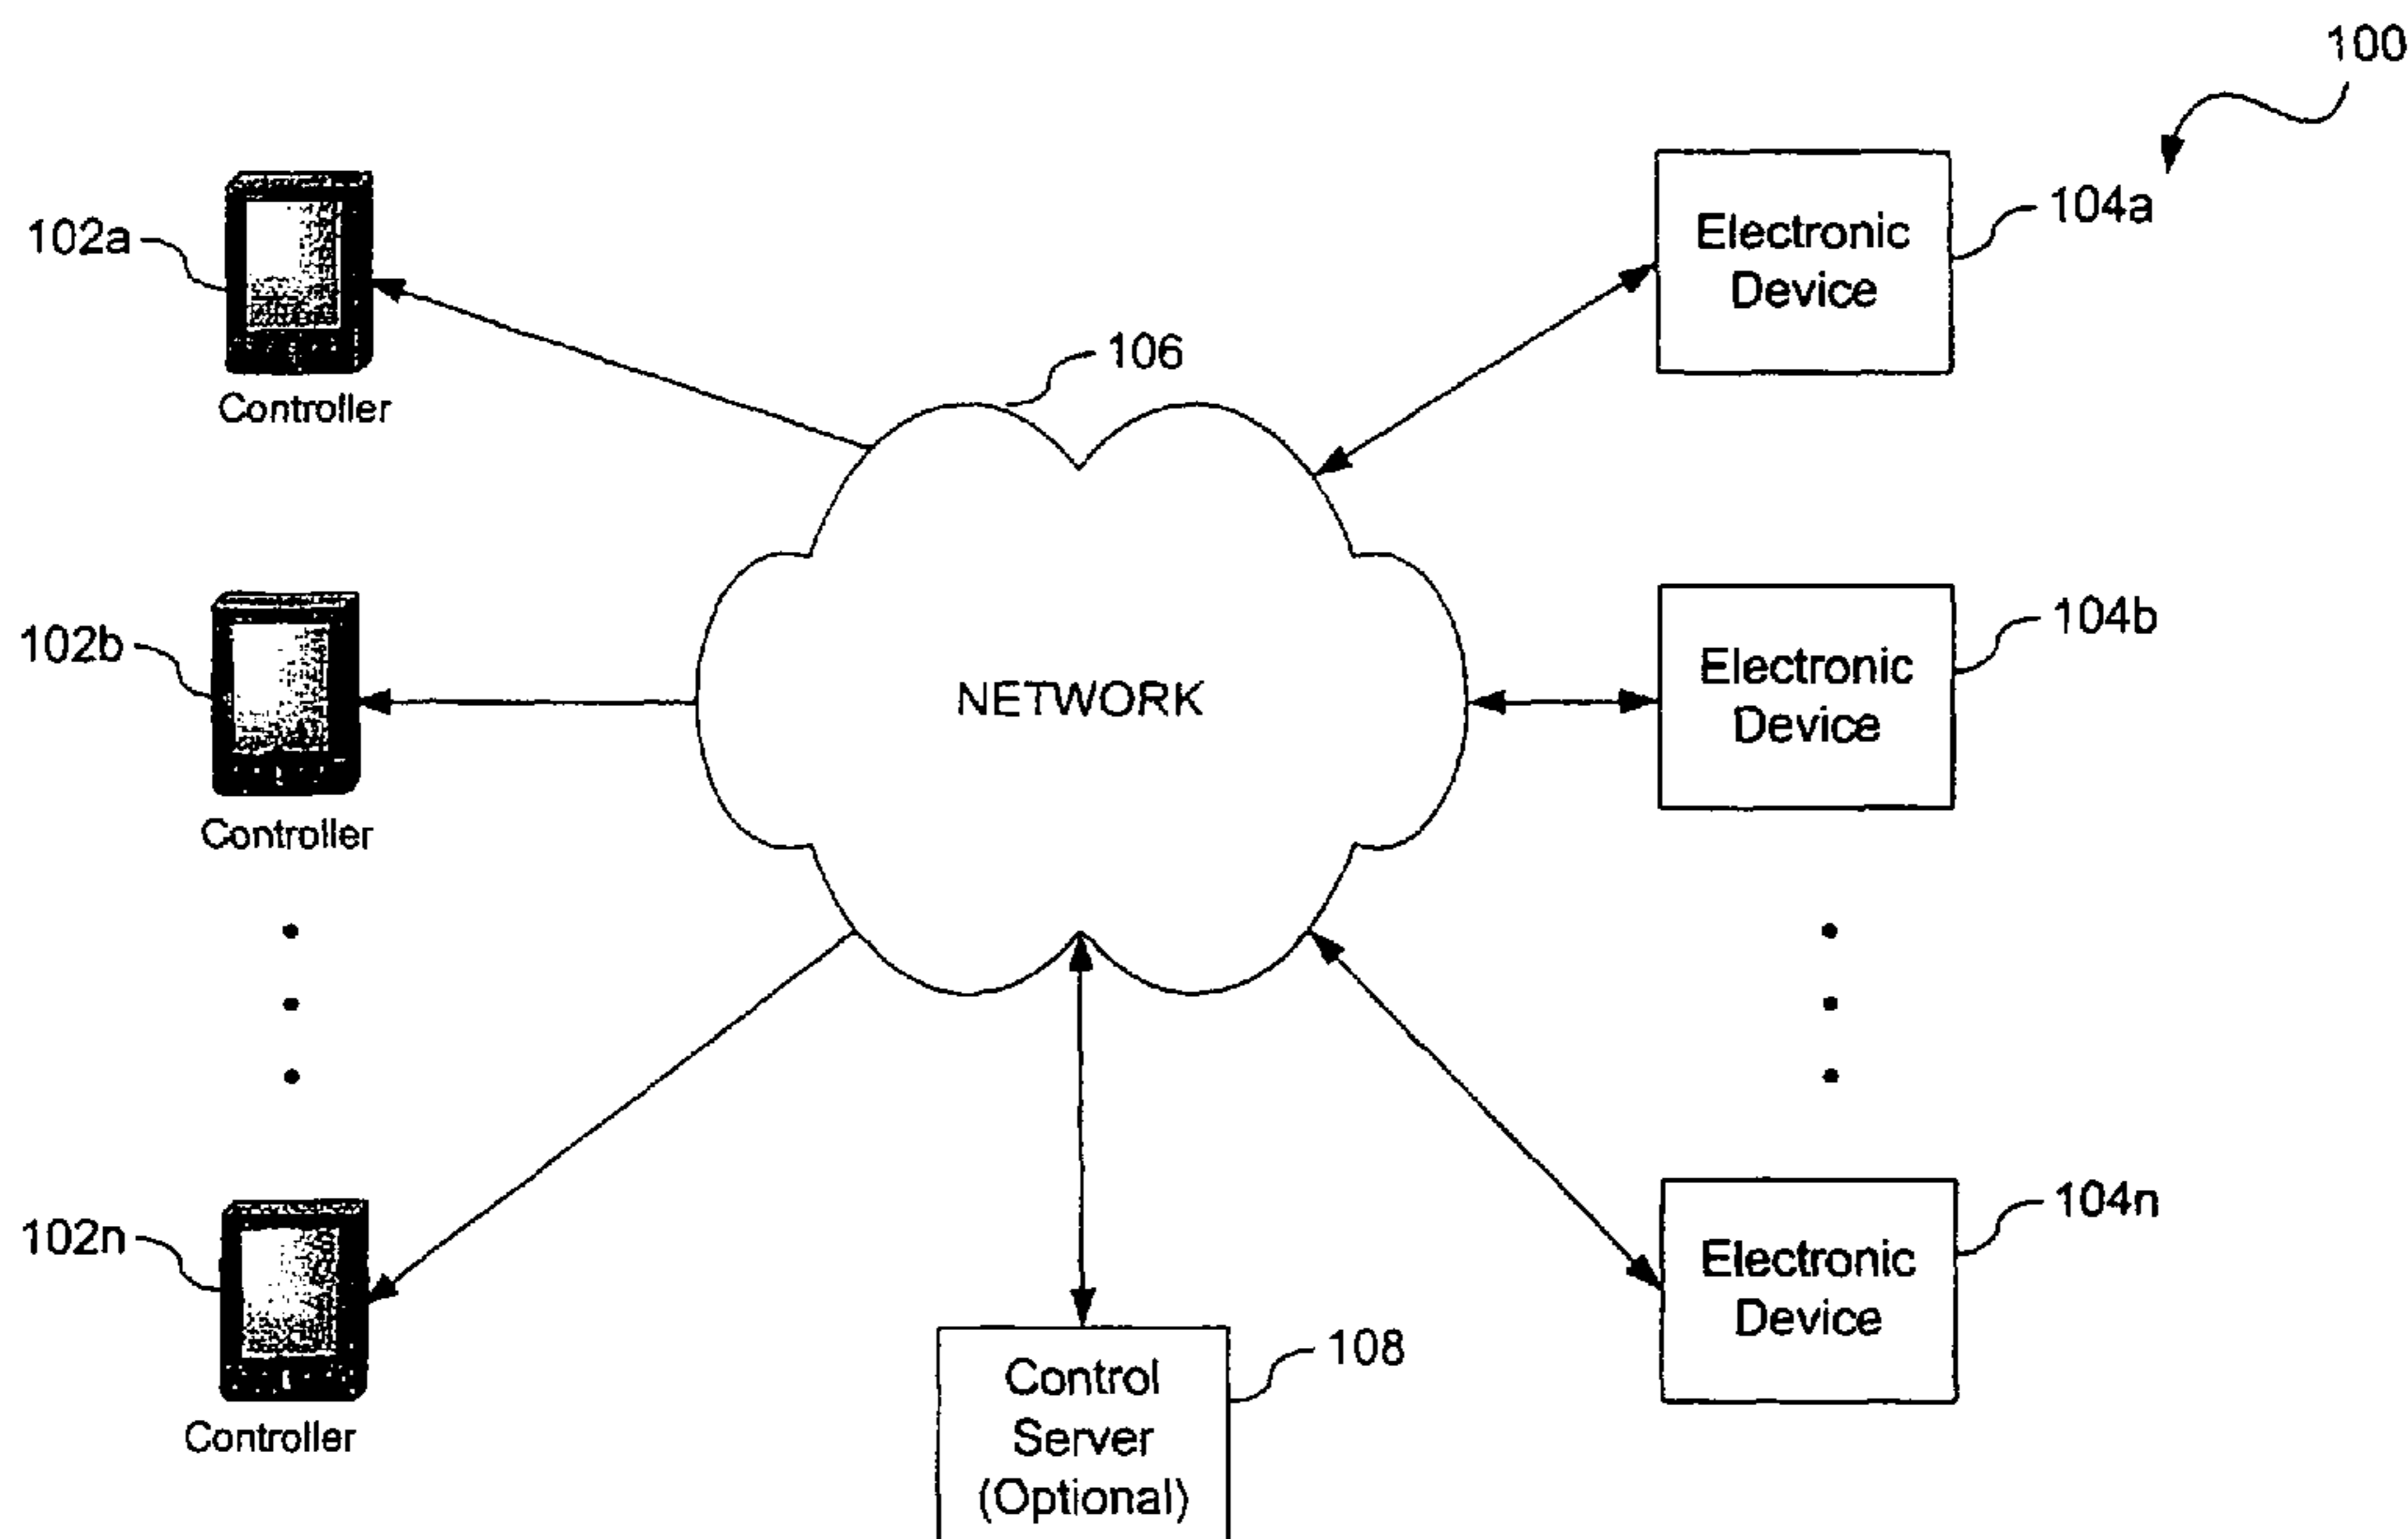 100
102a
Controller
106
Electronic
Device
104a
102b
Controller
NETWORK
Electronic
Device
104b
102n
Controller
Control
Server
(Optional)
108
Electronic
Device
104n